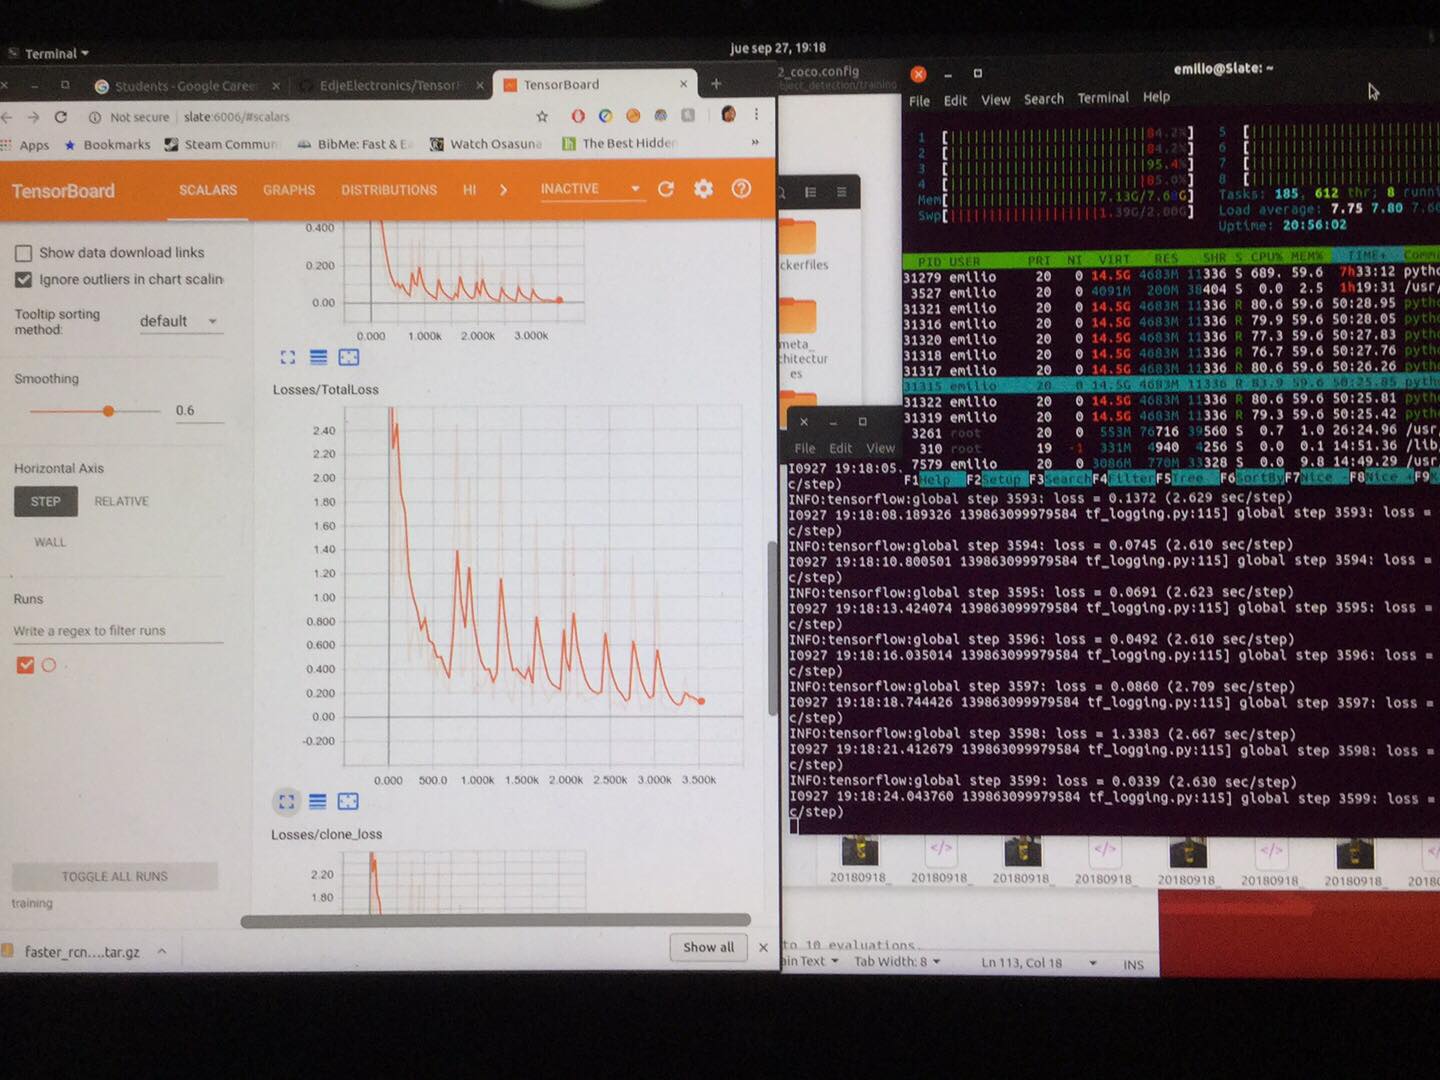 Terminal
jue sep 27, 19:18
Students - Google Caree
EdjeElectronics/TensorF
TensorBoard
Not secure
slate:6006/#scalars
Apps
Bookmarks
Steam Commun
BibMe: Fast & E
Watch Osasuna
The Best Hidden
»
TensorBoard
SCALARS
GRAPHS
DISTRIBUTIONS
HI
INACTIVE
Show data download links
Ignore outliers in chart scalin
Tooltip sorting
method:
default
Smoothing
0.6
Horizontal Axis
STEP
RELATIVE
WALL
Runs
Write a regex to filter runs
.
TOGGLE ALL RUNS
training
0.400
0.200
0.00
0.000 1.000k 2.000k 3.000k
Losses/TotalLoss
2.40
2.20
2.00
1.80
1.60
1.40
1.20
1.00
0.800
0.600
0.400
0.200
0.00
-0.200
0.000 500.0 1.000k 1.500k 2.000k 2.500k 3.000k 3.500k
Losses/clone_loss
2.20
1.80
faster_rcn....tar.gz
Show all
2_coco.config
bject_detection/training
ckerfiles
meta_
chitectur
es
emilio@Slate: ~
File Edit View Search Terminal Help
1 [ 84.2%] 5 [
2 [ 84.2%] 6 [
3 [ 95.4%] 7 [
4 [ 85.0%] 8 [
Mem[ 7.13G/7.68G] Tasks: 185, 612 thr; 8 runni
Swp[ 1.39G/2.00G] Load average: 7.75 7.80 7.60
Uptime: 20:56:02
PID USER PRI NI VIRT RES SHR S CPU% MEM% TIME+ Comm
31279 emilio 20 0 14.5G 4683M 11336 S 689. 59.6 7h33:12 pytho
3527 emilio 20 0 4091M 200M 38404 S 0.0 2.5 1h19:31 /usr/
31321 emilio 20 0 14.5G 4683M 11336 R 80.6 59.6 50:28.95 pytho
31316 emilio 20 0 14.5G 4683M 11336 R 79.9 59.6 50:28.05 pytho
31320 emilio 20 0 14.5G 4683M 11336 R 77.3 59.6 50:27.83 pytho
31318 emilio 20 0 14.5G 4683M 11336 R 76.7 59.6 50:27.76 pytho
31317 emilio 20 0 14.5G 4683M 11336 R 80.6 59.6 50:26.26 pytho
31315 emilio 20 0 14.5G 4683M 11336 R 83.9 59.6 50:25.85 pytho
31322 emilio 20 0 14.5G 4683M 11336 R 80.6 59.6 50:25.81 pytho
31319 emilio 20 0 14.5G 4683M 11336 R 79.3 59.6 50:25.42 pytho
3261 root 20 0 553M 76716 39560 S 0.7 1.0 26:24.96 /usr/
310 root 19 -1 331M 4940 4256 S 0.0 0.1 14:51.36 /lib/
7579 emilio 20 0 3086M 770M 33328 S 0.0 9.8 14:49.29 /usr/
F1Help F2Setup F3Search F4Filter F5Tree F6SortBy F7Nice - F8Nice + F9
File Edit View
I0927 19:18:05.
c/step)
INFO:tensorflow:global step 3593: loss = 0.1372 (2.629 sec/step)
I0927 19:18:08.189326 139863099979584 tf_logging.py:115] global step 3593: loss =
c/step)
INFO:tensorflow:global step 3594: loss = 0.0745 (2.610 sec/step)
I0927 19:18:10.800501 139863099979584 tf_logging.py:115] global step 3594: loss =
c/step)
INFO:tensorflow:global step 3595: loss = 0.0691 (2.623 sec/step)
I0927 19:18:13.424074 139863099979584 tf_logging.py:115] global step 3595: loss =
c/step)
INFO:tensorflow:global step 3596: loss = 0.0492 (2.610 sec/step)
I0927 19:18:16.035014 139863099979584 tf_logging.py:115] global step 3596: loss =
c/step)
INFO:tensorflow:global step 3597: loss = 0.0860 (2.709 sec/step)
I0927 19:18:18.744426 139863099979584 tf_logging.py:115] global step 3597: loss =
c/step)
INFO:tensorflow:global step 3598: loss = 1.3383 (2.667 sec/step)
I0927 19:18:21.412679 139863099979584 tf_logging.py:115] global step 3598: loss =
c/step)
INFO:tensorflow:global step 3599: loss = 0.0339 (2.630 sec/step)
I0927 19:18:24.043760 139863099979584 tf_logging.py:115] global step 3599: loss =
c/step)
</> </> </> </
20180918_ 20180918_ 20180918_ 20180918_ 20180918_ 20180918_ 20180918_ 20180
to 10 evaluations.
ain Text Tab Width: 8 Ln 113, Col 18 INS